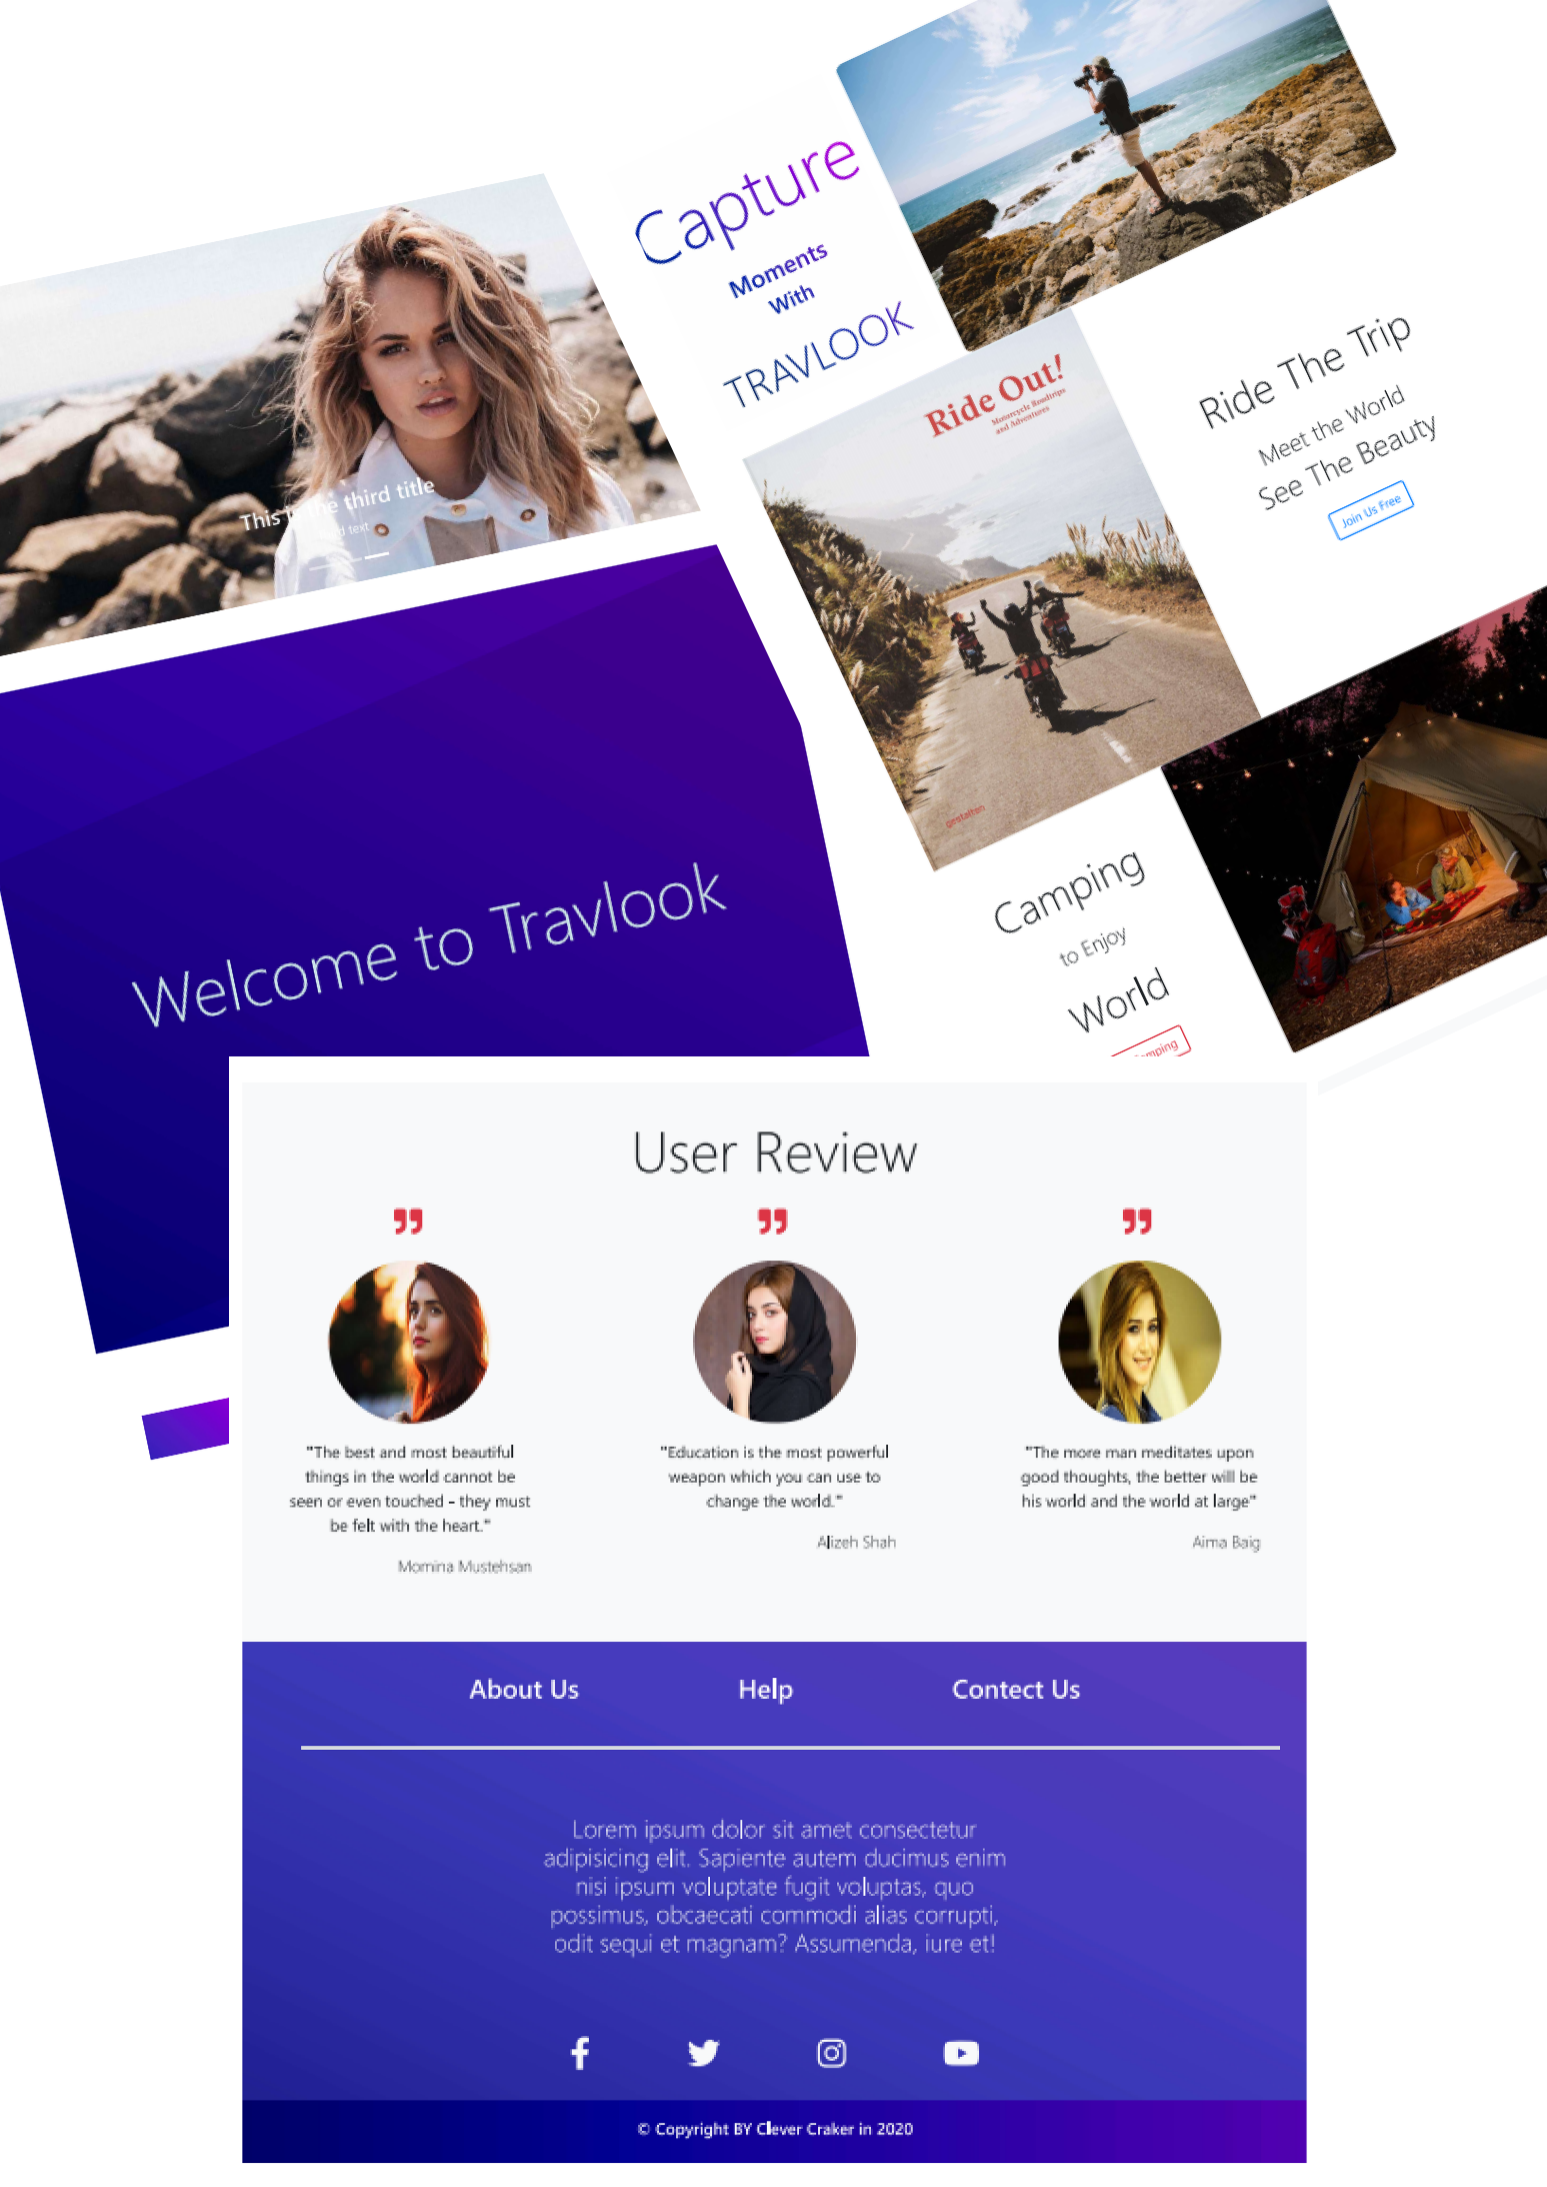 Capture
Moments
With
TRAVLOOK
Ride Out!
Motorcycle Roadtrips
and Adventures
gestalten
Ride The Trip
Meet the World
See The Beauty
Join Us Free
This the third title
text
Welcome to Travlook
Camping
to Enjoy
World
User Review
"The best and most beautiful
things in the world cannot be
seen or even touched - they must
be felt with the heart."
Momina Mustehsan
"Education is the most powerful
weapon which you can use to
change the world."
Alizeh Shah
"The more man meditates upon
good thoughts, the better will be
his world and the world at large"
Aima Baig
About Us
Help
Contect Us
Lorem ipsum dolor sit amet consectetur
adipisicing elit. Sapiente autem ducimus enim
nisi ipsum voluptate fugit voluptas, quo
possimus, obcaecati commodi alias corrupti,
odit sequi et magnam? Assumenda, iure et!
© Copyright BY Clever Craker in 2020